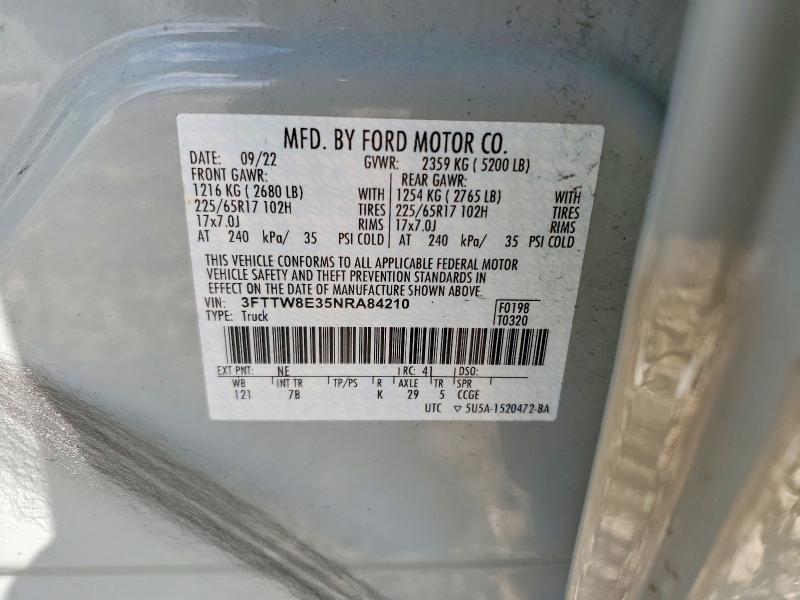 MFD. BY FORD MOTOR CO.
DATE: 09/22 GVWR: 2359 KG ( 5200 LB)
FRONT GAWR: REAR GAWR:
1216 KG ( 2680 LB) WITH 1254 KG ( 2765 LB) WITH
225/65R17 102H TIRES 225/65R17 102H TIRES
17x7.0J RIMS 17x7.0J RIMS
AT 240 kPa/ 35 PSI COLD AT 240 kPa/ 35 PSI COLD
THIS VEHICLE CONFORMS TO ALL APPLICABLE FEDERAL MOTOR
VEHICLE SAFETY AND THEFT PREVENTION STANDARDS IN
EFFECT ON THE DATE OF MANUFACTURE SHOWN ABOVE.
VIN: 3FTTW8E35NRA84210 F0198
TYPE: Truck T0320
EXT PNT: NE RC: 41 DSO:
WB INT TR TP/PS R AXLE TR SPR
121 7B K 29 5 CCGE
UTC ▽ 5U5A-1520472-BA